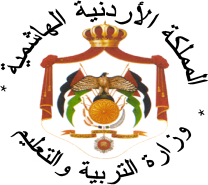 المملكة الأردنية الهاشمية
* وزارة التربية والتعليم *